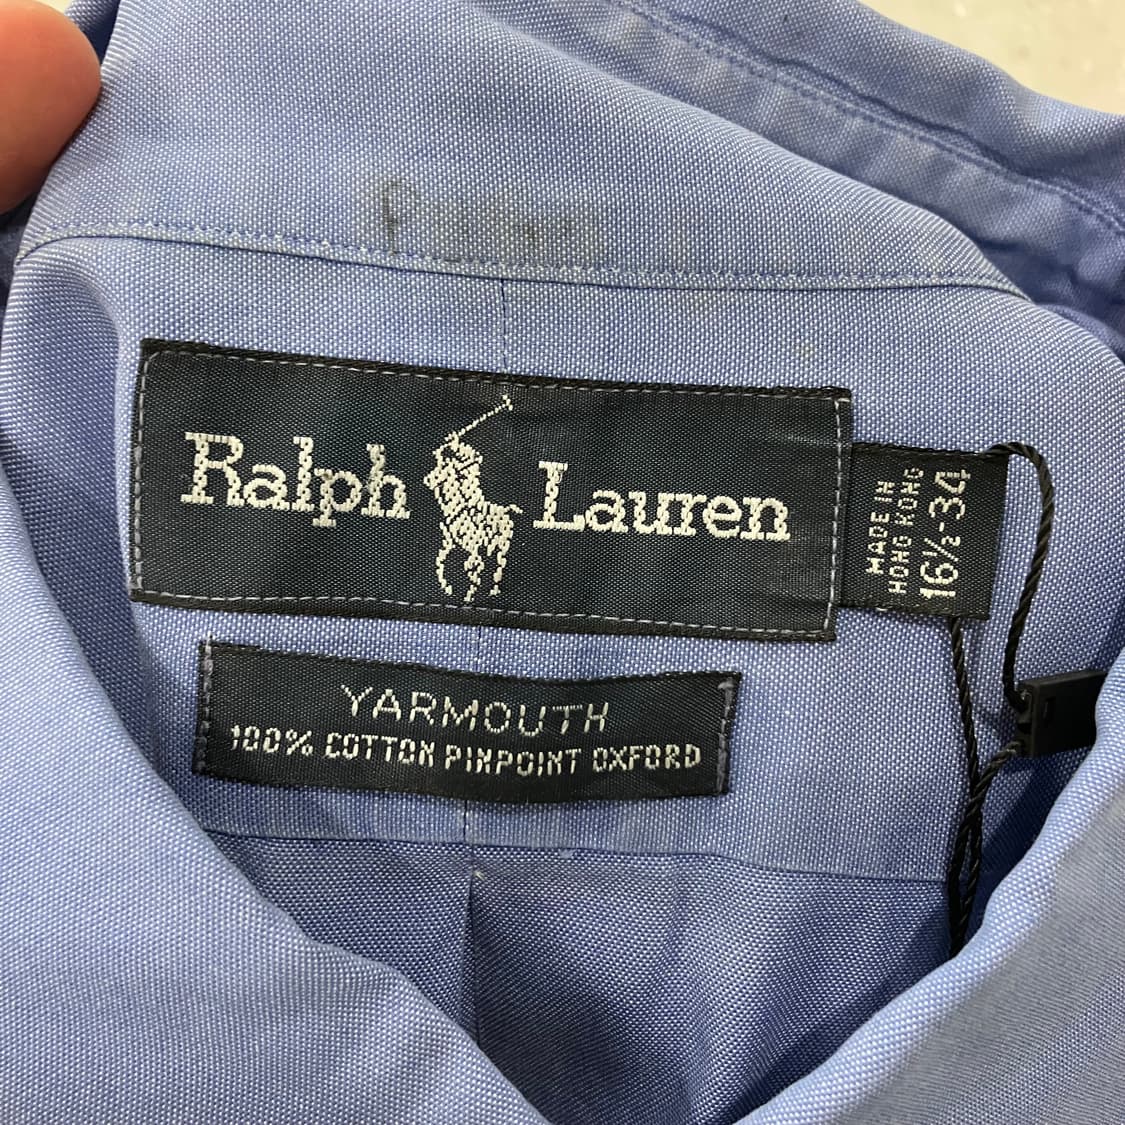 Ralph Lauren
MADE IN
HONG KONG
16½-34
YARMOUTH
100% COTTON PINPOINT OXFORD